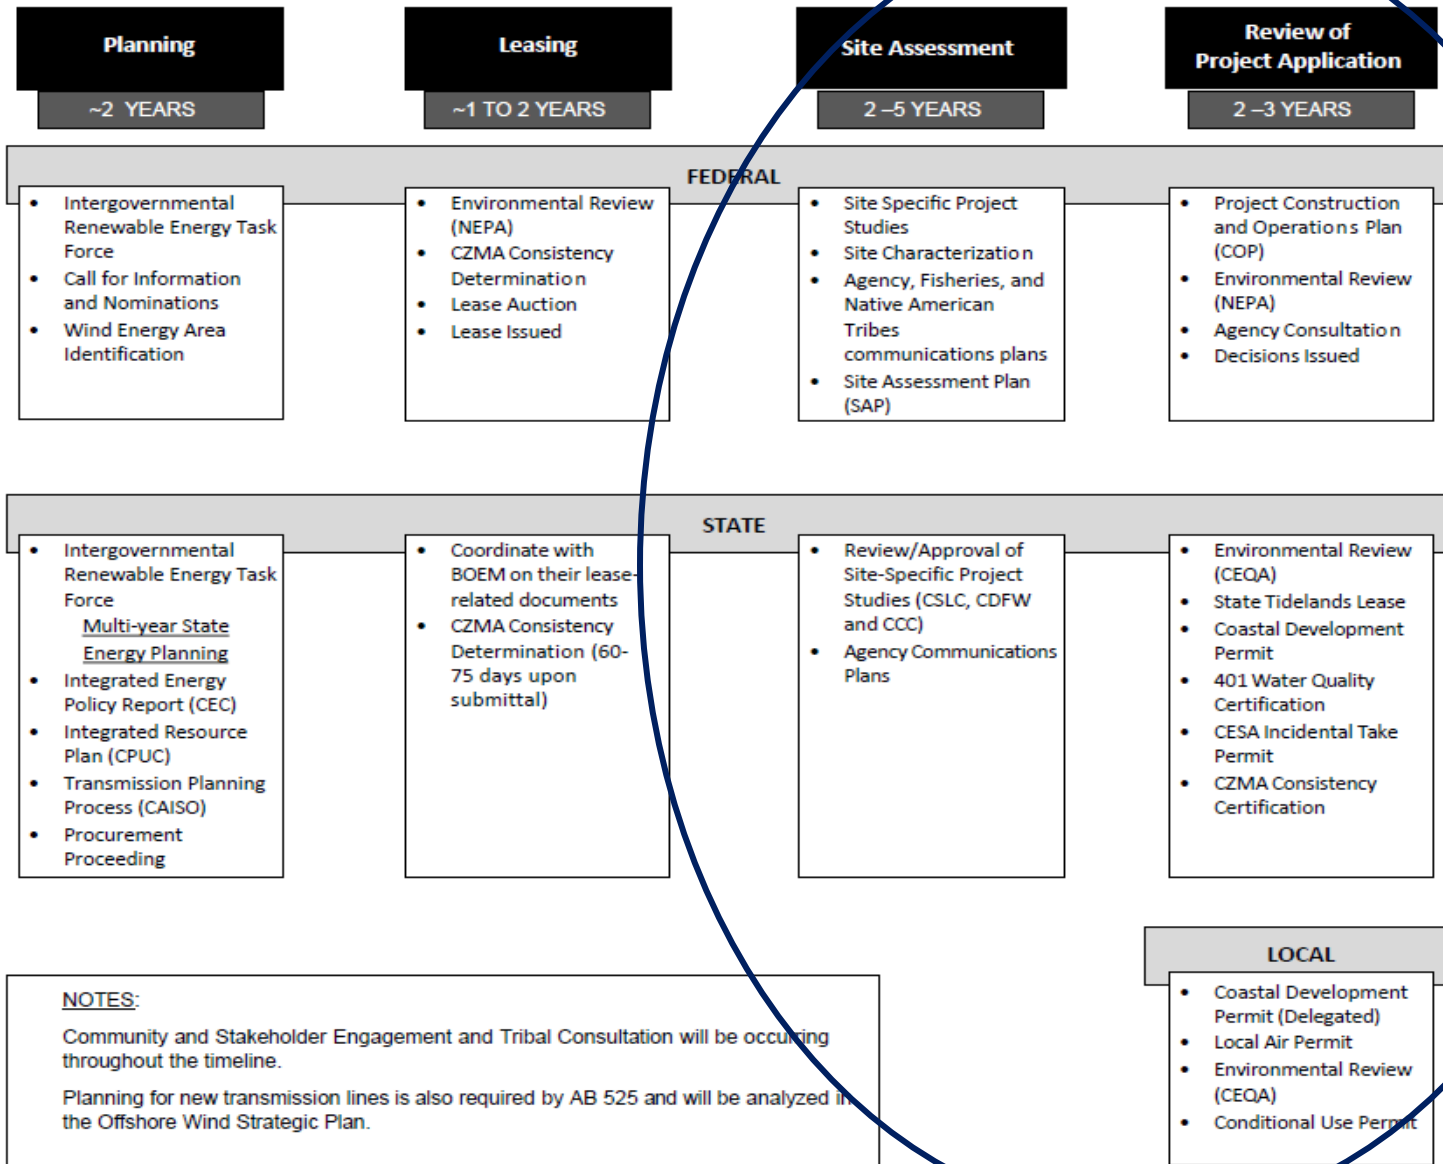 Planning
~2 YEARS
Leasing
~1 TO 2 YEARS
Site Assessment
2 –5 YEARS
Review of
Project Application
2 –3 YEARS
FEDERAL
• Intergovernmental
Renewable Energy Task
Force
• Call for Information
and Nominations
• Wind Energy Area
Identification
• Environmental Review
(NEPA)
• CZMA Consistency
Determination
• Lease Auction
• Lease Issued
• Site Specific Project
Studies
• Site Characterization
• Agency, Fisheries, and
Native American
Tribes
communications plans
• Site Assessment Plan
(SAP)
• Project Construction
and Operations Plan
(COP)
• Environmental Review
(NEPA)
• Agency Consultation
• Decisions Issued
STATE
• Intergovernmental
Renewable Energy Task
Force
Multi-year State
Energy Planning
• Integrated Energy
Policy Report (CEC)
• Integrated Resource
Plan (CPUC)
• Transmission Planning
Process (CAISO)
• Procurement
Proceeding
• Coordinate with
BOEM on their lease-
related documents
• CZMA Consistency
Determination (60-
75 days upon
submittal)
• Review/Approval of
Site-Specific Project
Studies (CSLC, CDFW
and CCC)
• Agency Communications
Plans
• Environmental Review
(CEQA)
• State Tidelands Lease
• Coastal Development
Permit
• 401 Water Quality
Certification
• CESA Incidental Take
Permit
• CZMA Consistency
Certification
LOCAL
• Coastal Development
Permit (Delegated)
• Local Air Permit
• Environmental Review
(CEQA)
• Conditional Use Permit
NOTES:
Community and Stakeholder Engagement and Tribal Consultation will be occurring
throughout the timeline.
Planning for new transmission lines is also required by AB 525 and will be analyzed in
the Offshore Wind Strategic Plan.